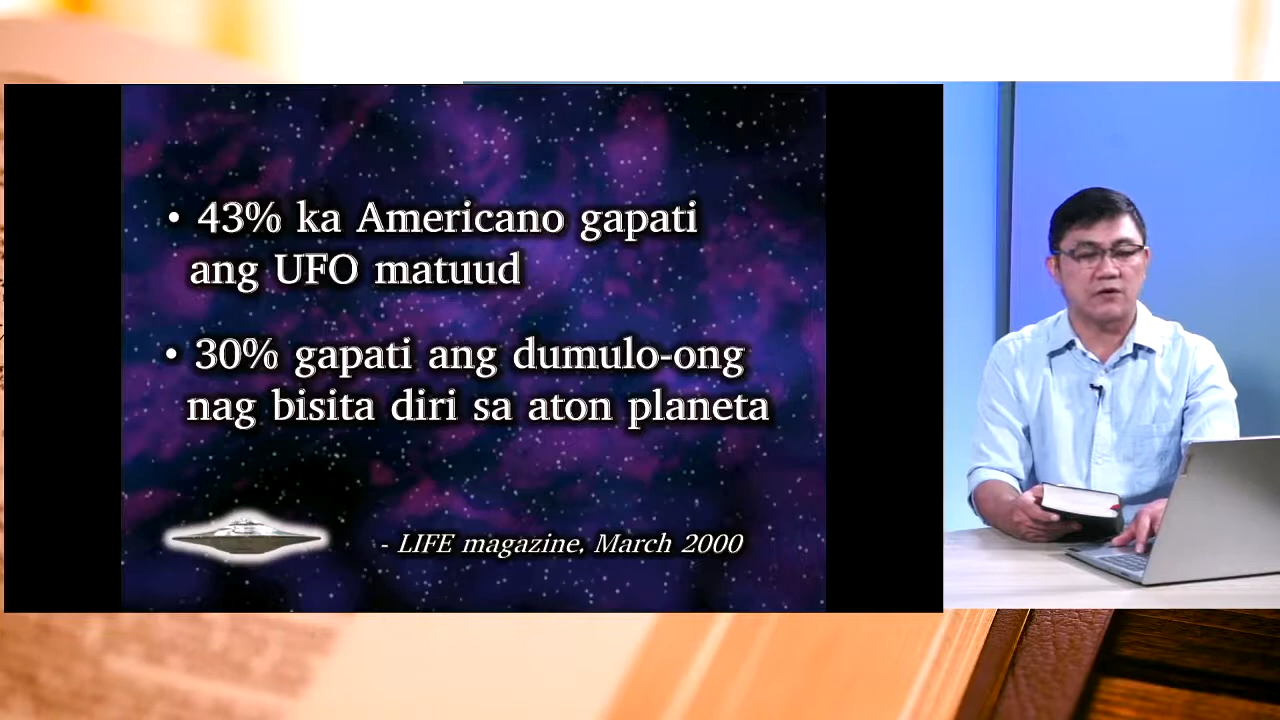 • 43% ka Americano gapati
ang UFO matuud
• 30% gapati ang dumulo-ong
nag bisita diri sa aton planeta
- LIFE magazine, March 2000